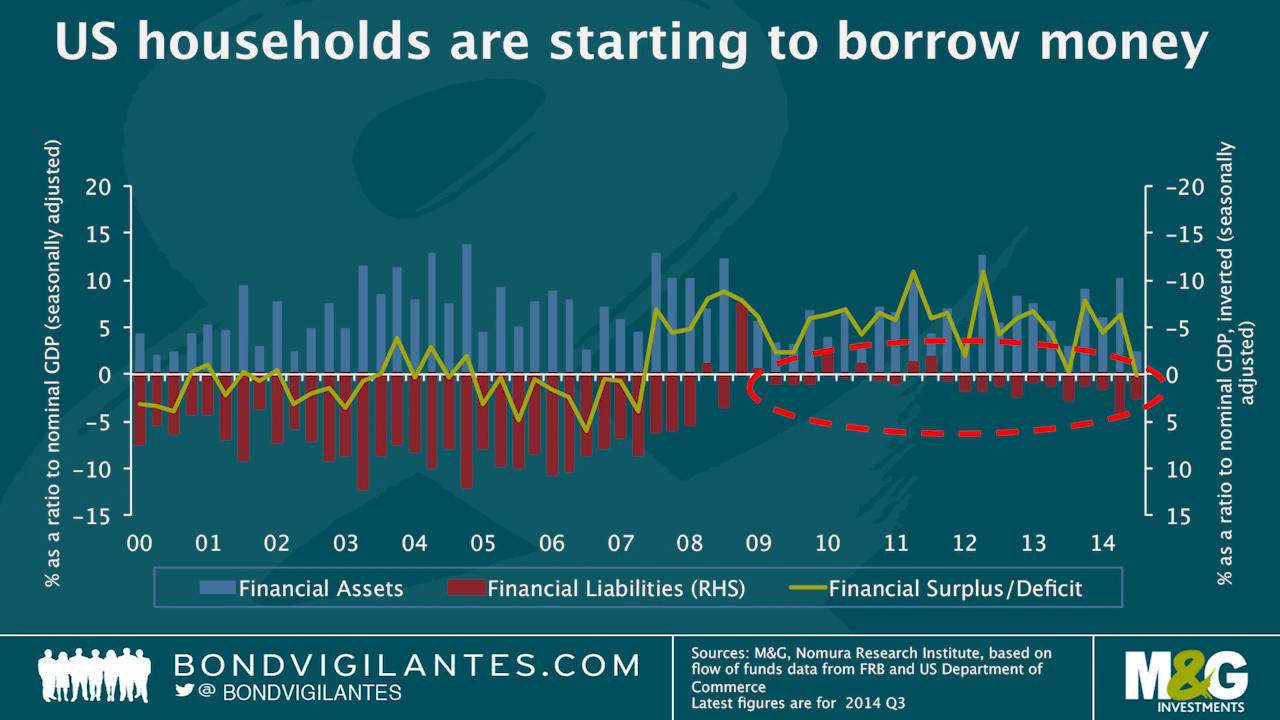 US households are starting to borrow money
% as a ratio to nominal GDP (seasonally adjusted)
20
15
10
5
0
−5
−10
−15
−20
−15
−10
−5
0
5
10
15
% as a ratio to nominal GDP, inverted (seasonally
adjusted)
00 01 02 03 04 05 06 07 08 09 10 11 12 13 14
Financial Assets Financial Liabilities (RHS) Financial Surplus/Deficit
BONDVIGILANTES.COM
@ BONDVIGILANTES
Sources: M&G, Nomura Research Institute, based on
flow of funds data from FRB and US Department of
Commerce
Latest figures are for 2014 Q3
M&G
INVESTMENTS